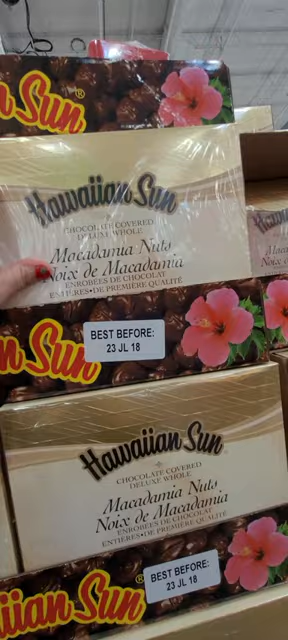 n Sun®
Hawaiian Sun
CHOCOLATE COVERED
DELUXE WHOLE
Macadamia Nuts
Noix de Macadamia
ENROBÉES DE CHOCOLAT
ENTIÈRES • DE PREMIÈRE QUALITÉ
n Sun
BEST BEFORE:
23 JL 18
Hawaiian Sun
CHOCOLATE COVERED
DELUXE WHOLE
Macadamia Nuts
Noix de Macadamia
ENROBÉES DE CHOCOLAT
ENTIÈRES • DE PREMIÈRE QUALITÉ
iian Sun®
BEST BEFORE:
23 JL 18